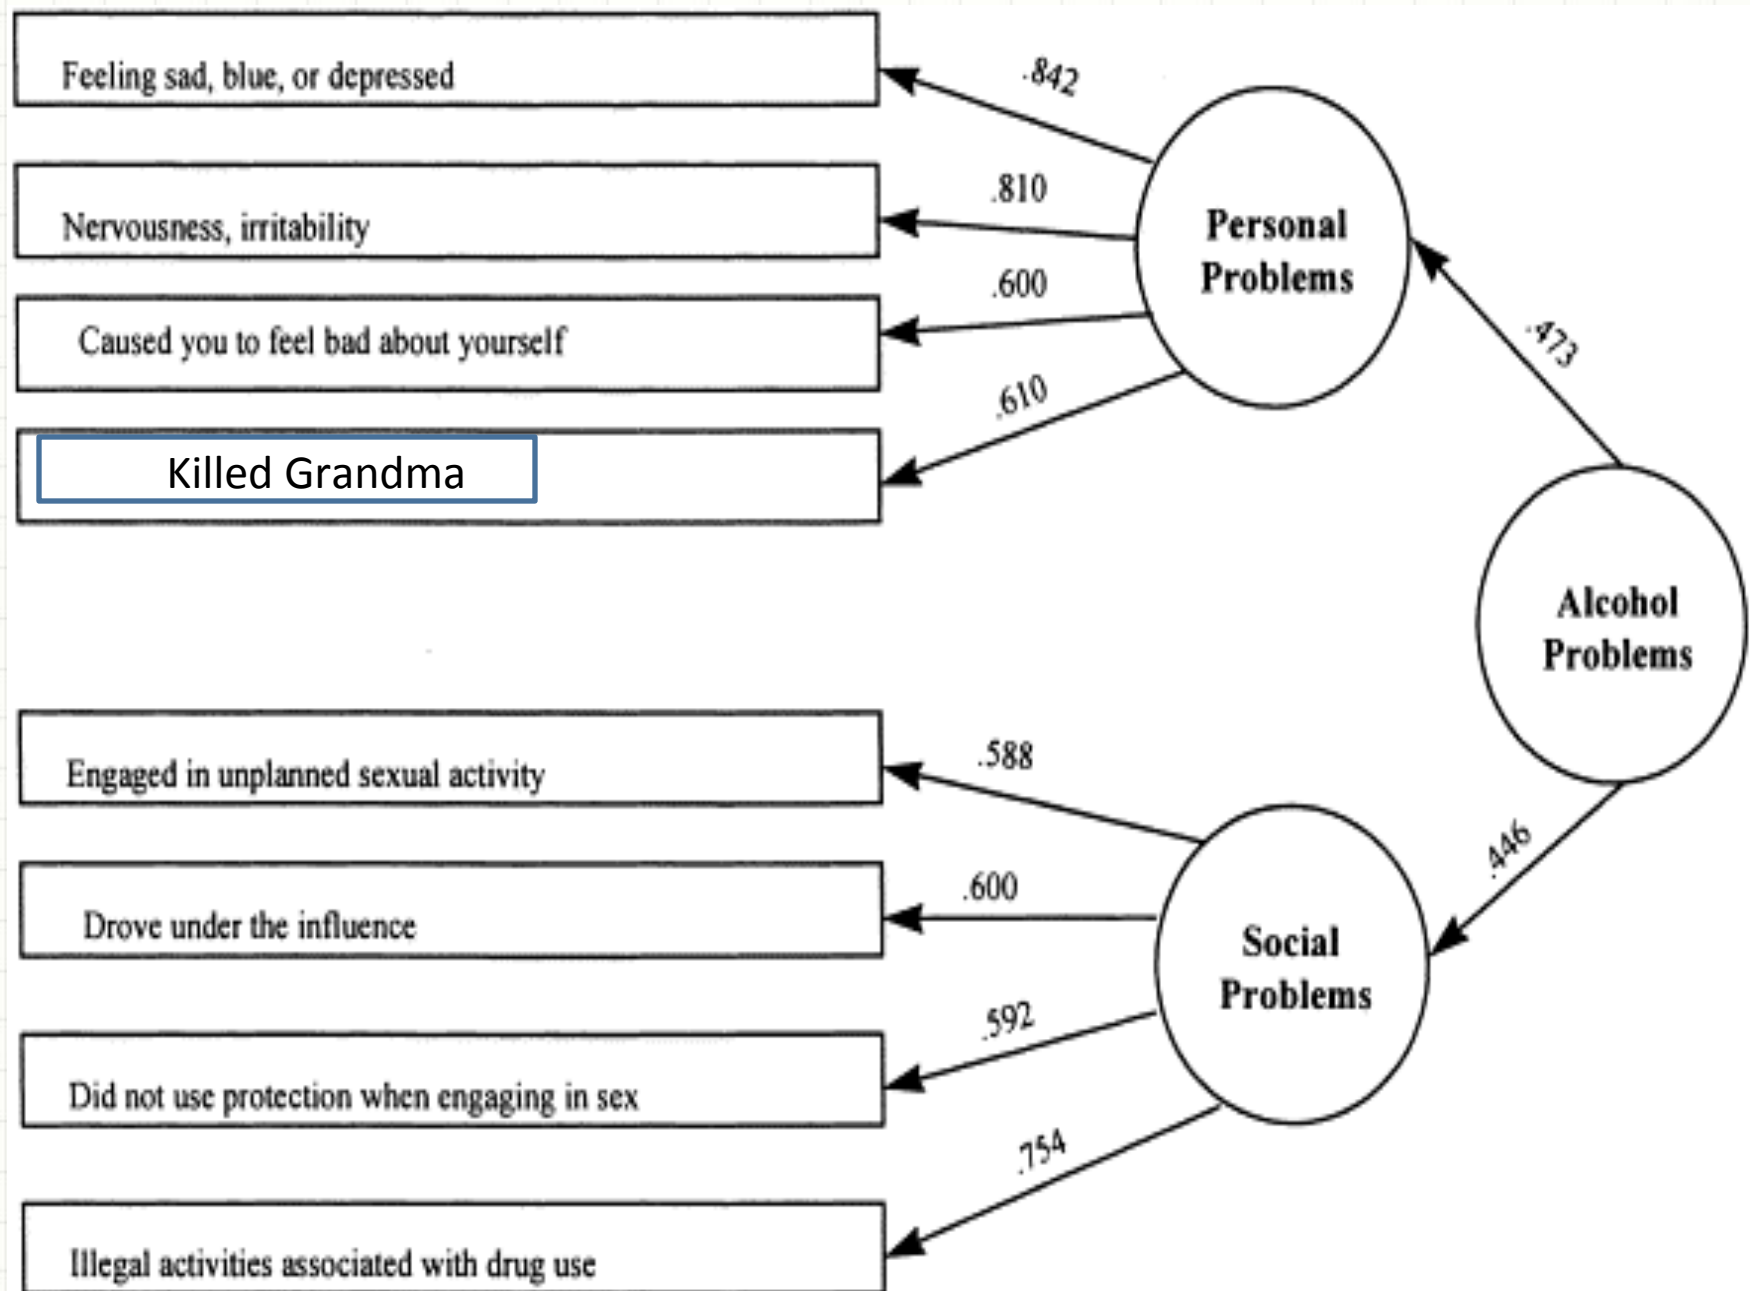 Feeling sad, blue, or depressed
.842
Nervousness, irritability
.810
Personal
Problems
.600
Caused you to feel bad about yourself
.473
.610
Killed Grandma
Alcohol
Problems
Engaged in unplanned sexual activity
.588
.446
Drove under the influence
.600
Social
Problems
.592
Did not use protection when engaging in sex
.754
Illegal activities associated with drug use